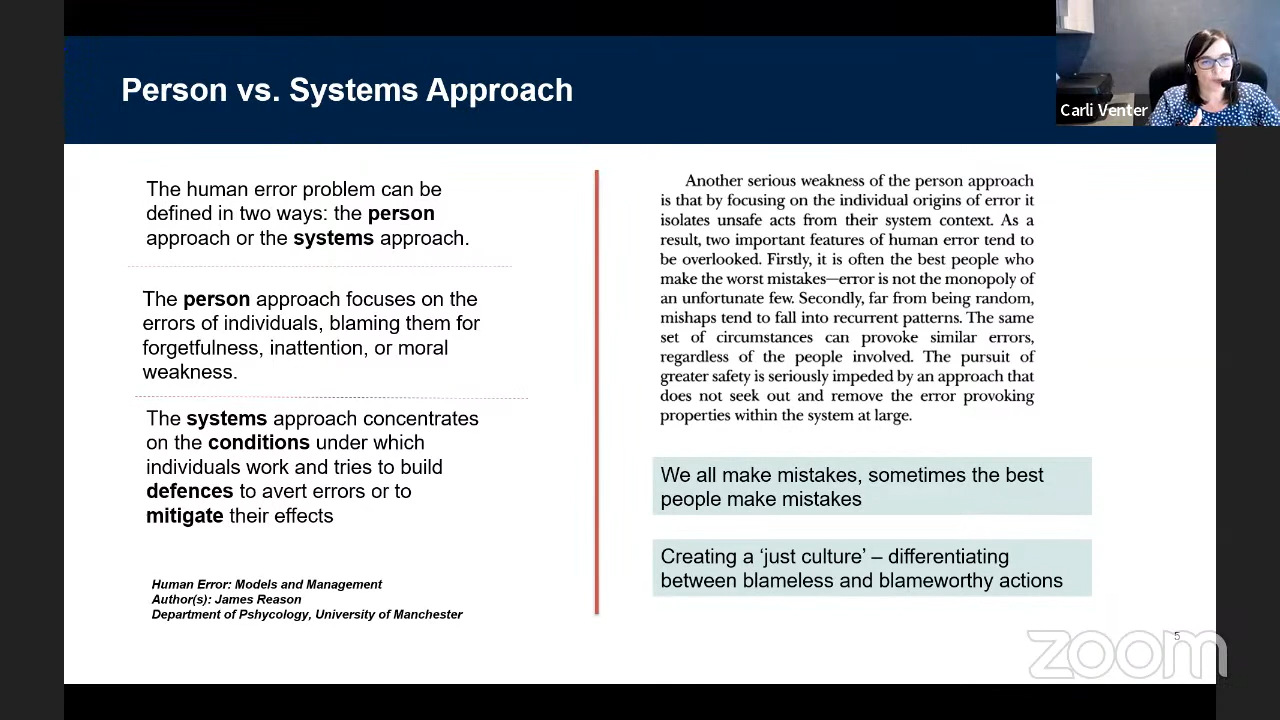 Person vs. Systems Approach
Carli Venter
The human error problem can be
defined in two ways: the person
approach or the systems approach.
The person approach focuses on the
errors of individuals, blaming them for
forgetfulness, inattention, or moral
weakness.
The systems approach concentrates
on the conditions under which
individuals work and tries to build
defences to avert errors or to
mitigate their effects
Human Error: Models and Management
Author(s): James Reason
Department of Pshycology, University of Manchester
Another serious weakness of the person approach
is that by focusing on the individual origins of error it
isolates unsafe acts from their system context. As a
result, two important features of human error tend to
be overlooked. Firstly, it is often the best people who
make the worst mistakes—error is not the monopoly of
an unfortunate few. Secondly, far from being random,
mishaps tend to fall into recurrent patterns. The same
set of circumstances can provoke similar errors,
regardless of the people involved. The pursuit of
greater safety is seriously impeded by an approach that
does not seek out and remove the error provoking
properties within the system at large.
We all make mistakes, sometimes the best
people make mistakes
Creating a ‘just culture’ – differentiating
between blameless and blameworthy actions
5
zoom